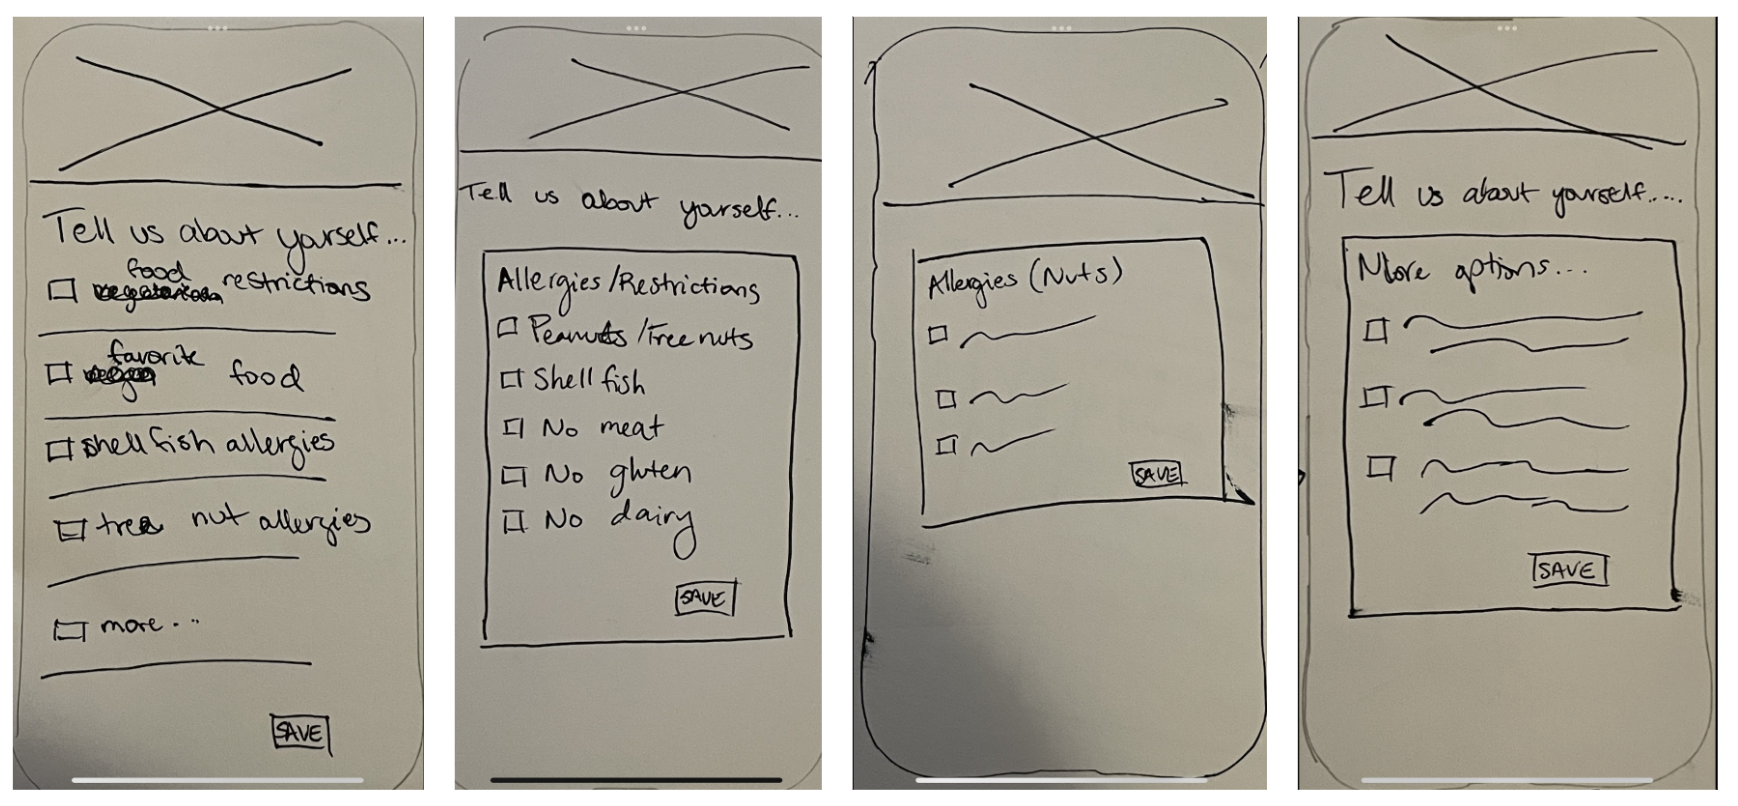 Tell us about yourself...
food restrictions
favorite food
shell fish allergies
tree nut allergies
more...
SAVE
Tell us about yourself...
Allergies/Restrictions
Peanuts/Tree nuts
Shell fish
No meat
No gluten
No dairy
SAVE
Allergies (Nuts)
SAVE
Tell us about yourself.....
More options...
SAVE